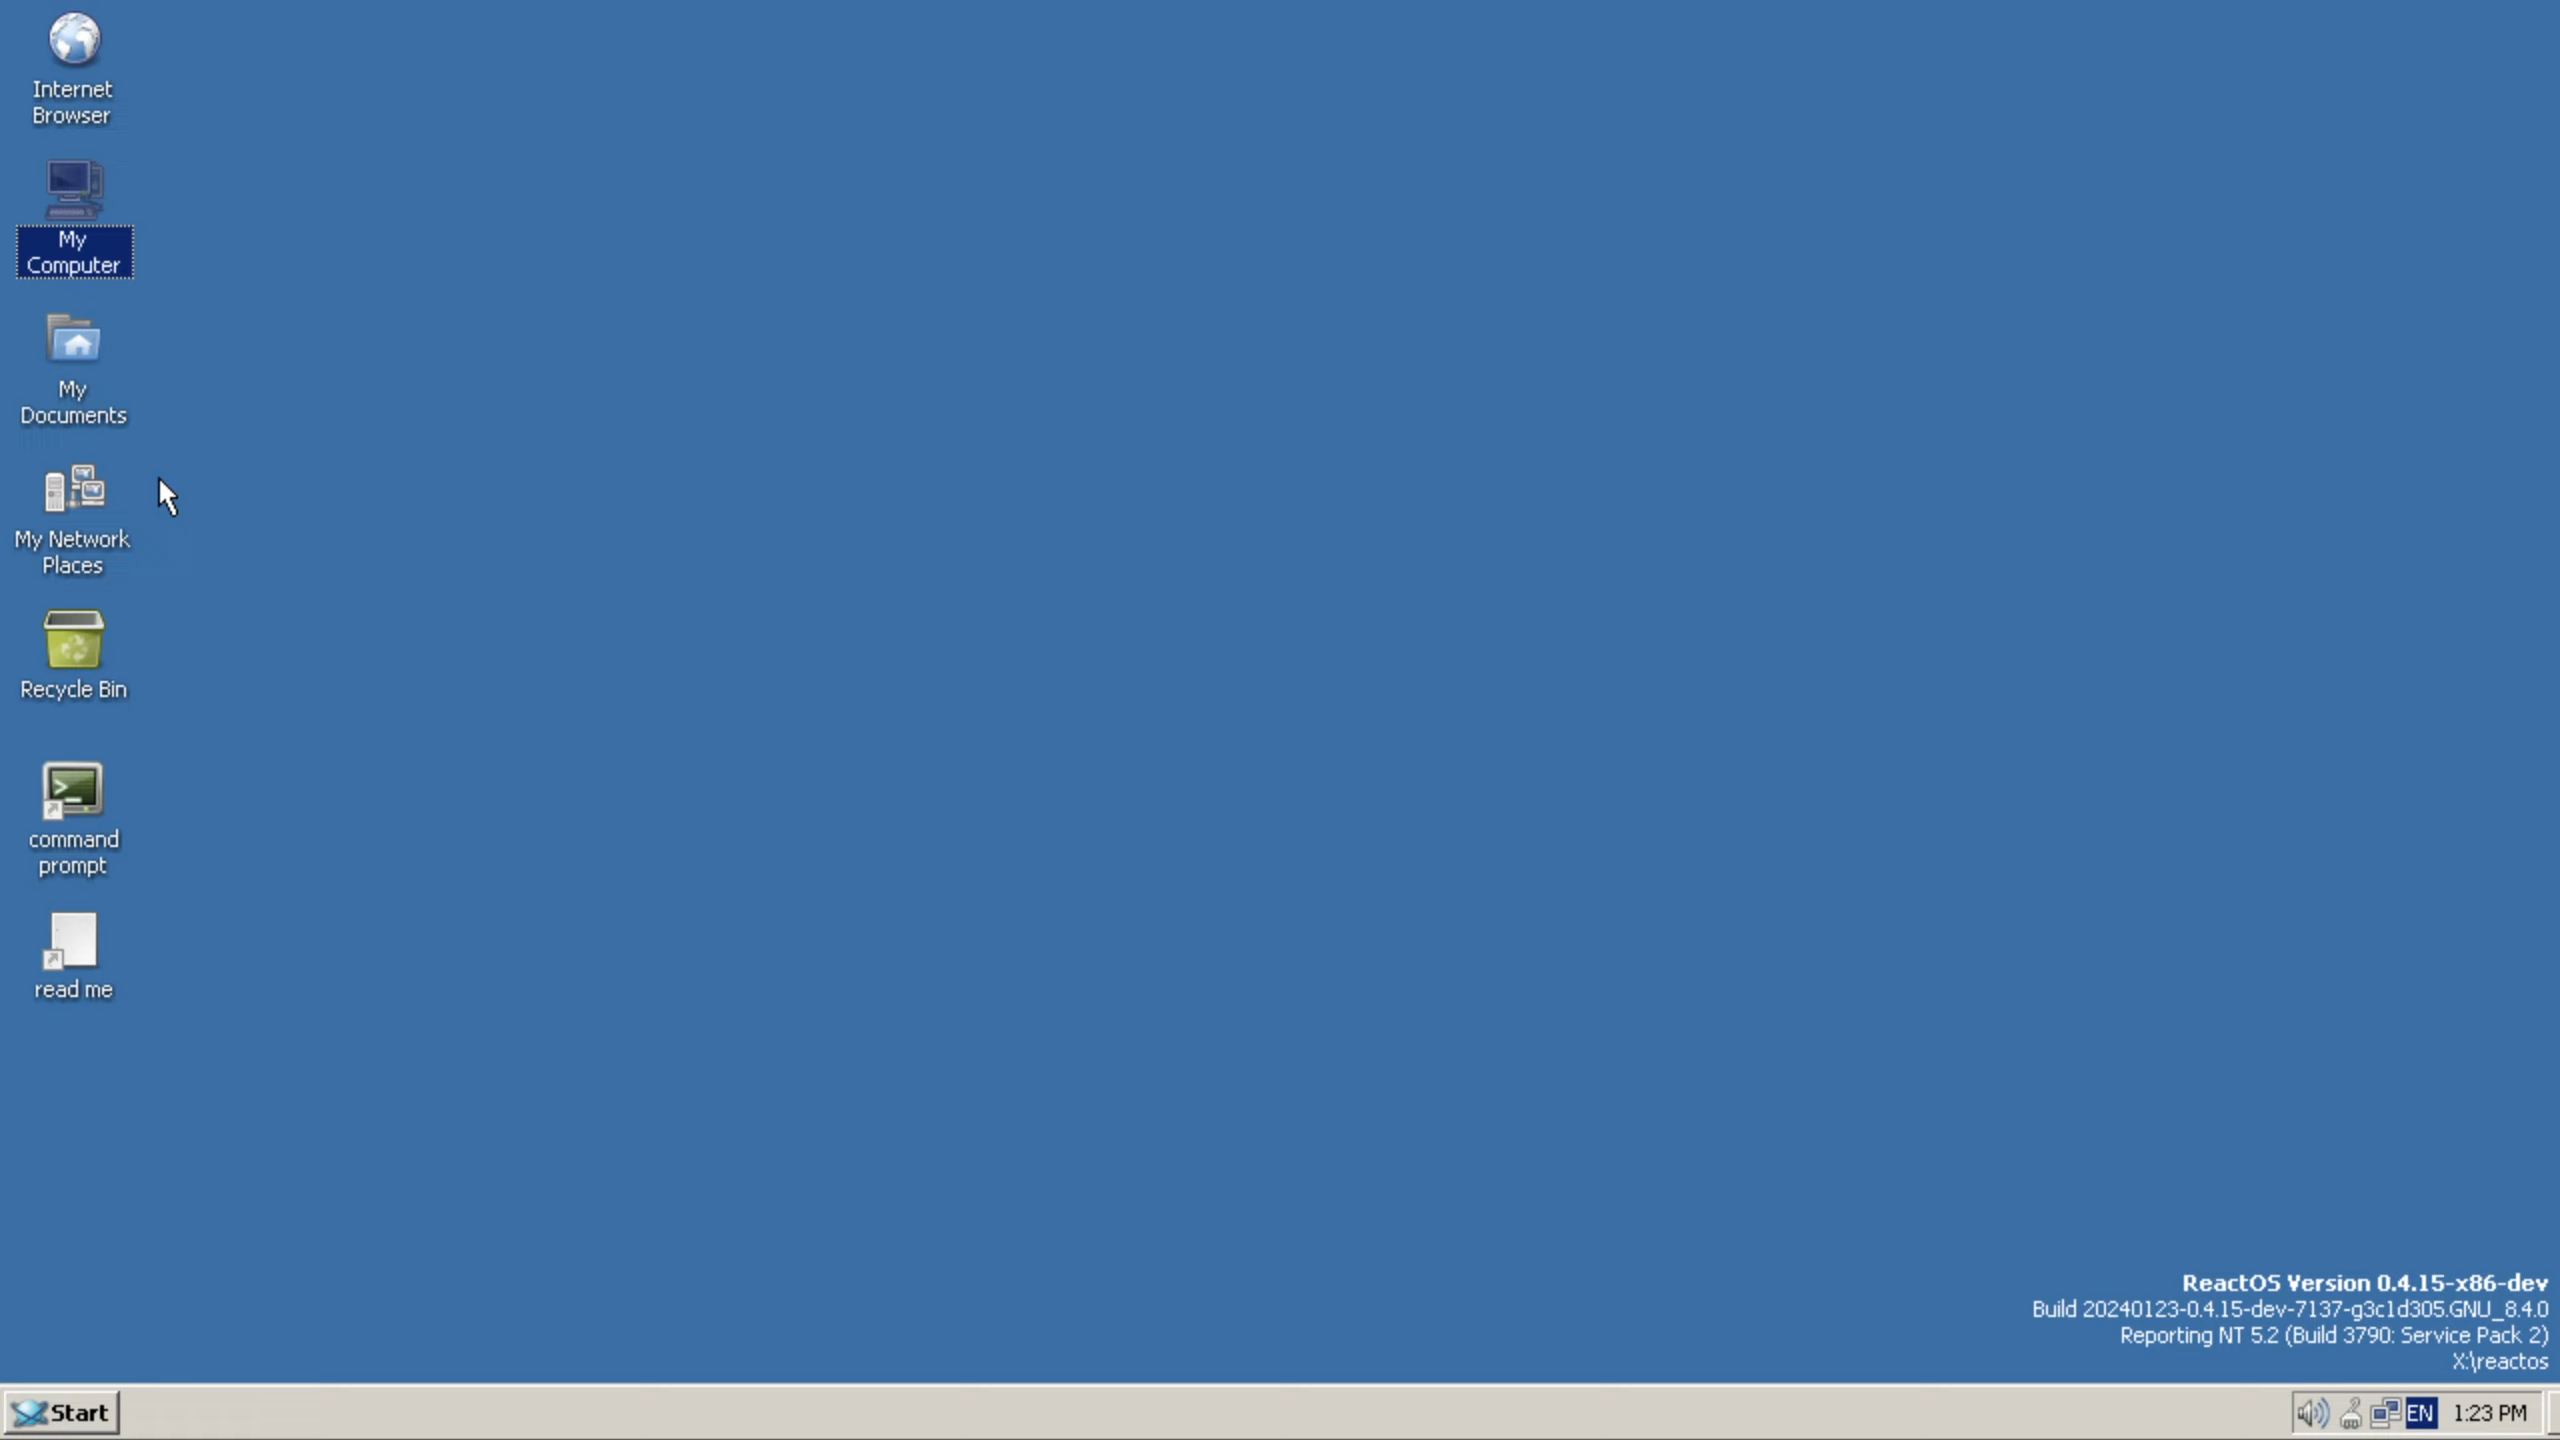 Internet
Browser
My
Computer
My
Documents
My Network
Places
Recycle Bin
command
prompt
read me
ReactOS Version 0.4.15-x86-dev
Build 20240123-0.4.15-dev-7137-g3c1d305.GNU_8.4.0
Reporting NT 5.2 (Build 3790: Service Pack 2)
X:\reactos
Start
EN
1:23 PM